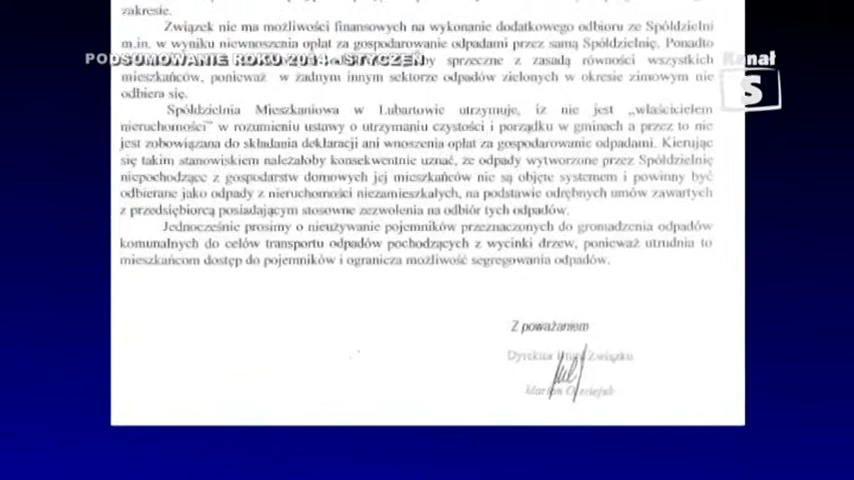 zakresie.
Związek nie ma możliwości finansowych na wykonanie dodatkowego odbioru ze Spółdzielni
m.in. w wyniku niewnoszenia opłat za gospodarowanie odpadami przez samą Spółdzielnię. Ponadto
PODSUMOWANIE ROKU 2014: STYCZEŃ
sprzeczne z zasadą równości wszystkich
mieszkańców, ponieważ w żadnym innym sektorze odpadów zielonych w okresie zimowym nie
odbiera się.
Kanał
S
Spółdzielnia Mieszkaniowa w Lubartowie utrzymuje, iż nie jest „właścicielem
nieruchomości” w rozumieniu ustawy o utrzymaniu czystości i porządku w gminach a przez to nie
jest zobowiązana do składania deklaracji ani wnoszenia opłat za gospodarowanie odpadami. Kierując
się takim stanowiskiem należałoby konsekwentnie uznać, że odpady wytworzone przez Spółdzielnię
niepochodzące z gospodarstw domowych jej mieszkańców nie są objęte systemem i powinny być
odbierane jako odpady z nieruchomości niezamieszkałych, na podstawie odrębnych umów zawartych
z przedsiębiorcą posiadającym stosowne zezwolenia na odbiór tych odpadów.
Jednocześnie prosimy o nieużywanie pojemników przeznaczonych do gromadzenia odpadów
komunalnych do celów transportu odpadów pochodzących z wycinki drzew, ponieważ utrudnia to
mieszkańcom dostęp do pojemników i ogranicza możliwość segregowania odpadów.
Z poważaniem
Dyrektor Związku